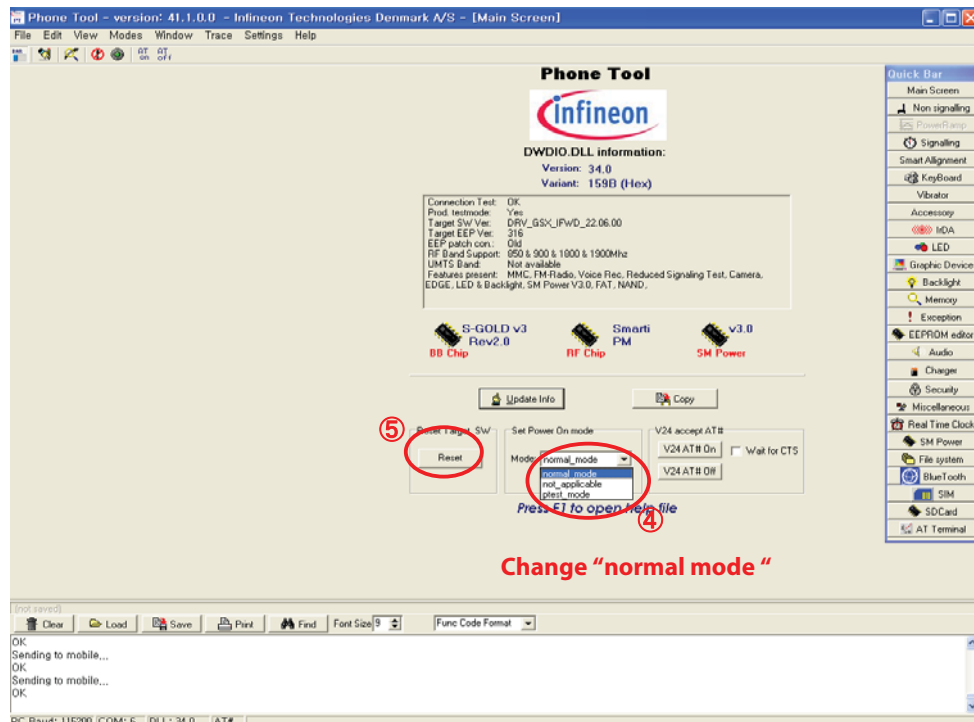 Phone Tool - version: 41.1.0.0 - Infineon Technologies Denmark A/S - [Main Screen]
File Edit View Modes Window Trace Settings Help
AT on AT off
Phone Tool
infineon
DWDIO.DLL information:
Version: 34.0
Variant: 159B (Hex)
Connection Test: OK
Prod. testmode: Yes
Target SW Ver: DRV_GSX_IFWD_22.06.00
Target EEP Ver: 316
EEP patch con.: Old
RF Band Support: 850 & 900 & 1800 & 1900Mhz
UMTS Band: Not available
Features present: MMC, FM-Radio, Voice Rec, Reduced Signaling Test, Camera,
EDGE, LED & Backlight, SM Power V3.0, FAT, NAND,
S-GOLD v3
Rev2.0
BB Chip
Smarti
PM
RF Chip
v3.0
SM Power
Update Info
Copy
⑤
Reset Target SW
Reset
Set Power On mode
Mode: normal_mode
normal_mode
not_applicable
ptest_mode
④
V24 accept AT#
V24 AT# On
Wait for CTS
V24 AT# Off
Press F1 to open help file
Change “normal mode “
Quick Bar
Main Screen
Non signalling
PowerRamp
Signalling
Smart Allignment
KeyBoard
Vibrator
Accessory
IrDA
LED
Graphic Device
Backlight
Memory
Exception
EEPROM editor
Audio
Charger
Security
Miscellaneous
Real Time Clock
SM Power
File system
BlueTooth
SIM
SDCard
AT Terminal
(not saved)
Clear Load Save Print Find Font Size 9 Func Code Format
OK
Sending to mobile...
OK
Sending to mobile...
OK
PC Baud: 115200 COM: 6 DLL: 34.0 AT#